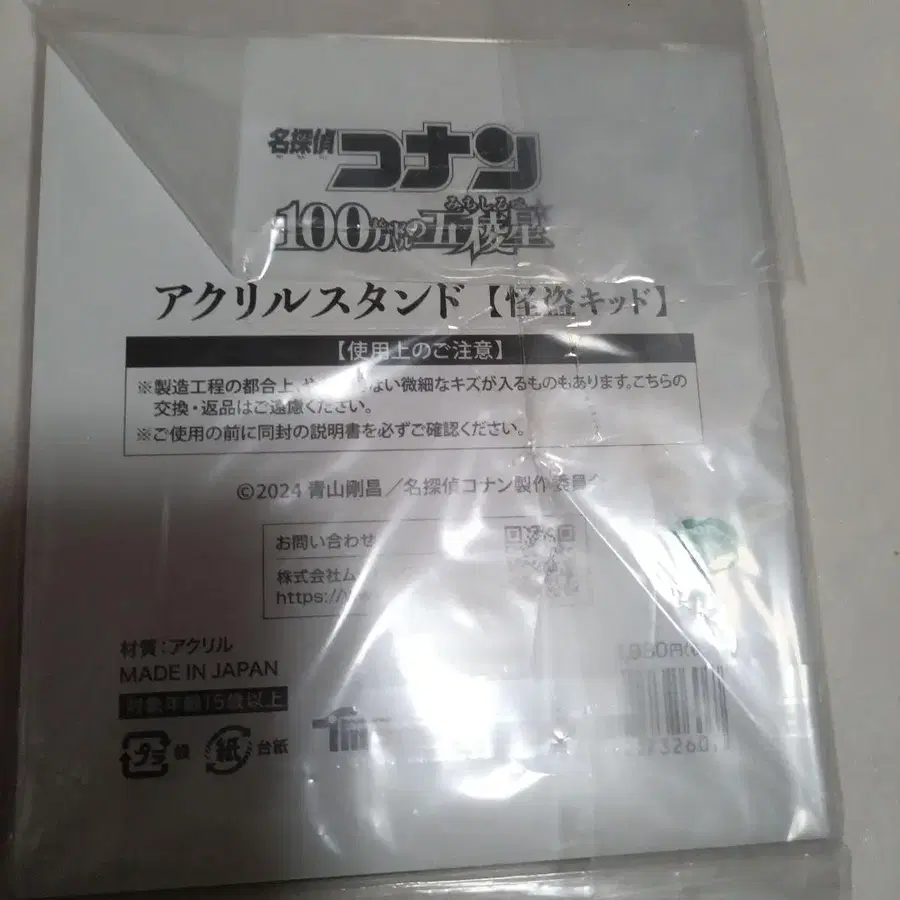 名探偵
コナン
みちしるべ
100万ドルの五稜星
アクリルスタンド【怪盗キッド】
【使用上のご注意】
※製造工程の都合上、 ない微細なキズが入るものもあります。こちらの
交換・返品はご遠慮ください。
※ご使用の前に同封の説明書を必ずご確認ください。
©2024 青山剛昌／名探偵コナン製作委員
お問い合わせ
株式会社ム
https://
材質:アクリル
MADE IN JAPAN
対象年齢15歳以上
プラ 袋 紙 台紙
980円
3260